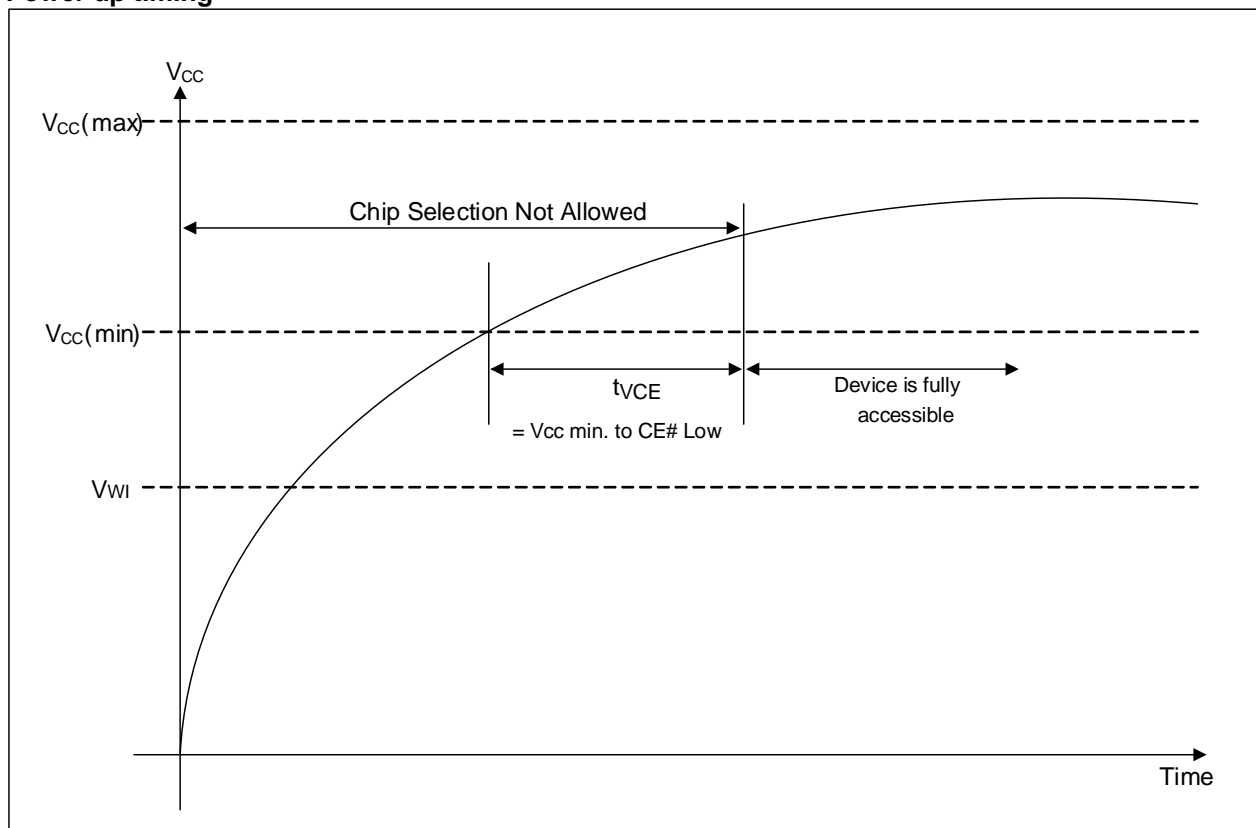 Power up timing
VCC
VCC(max)
Chip Selection Not Allowed
VCC(min)
tVCE
= Vcc min. to CE# Low
Device is fully
accessible
VWI
Time